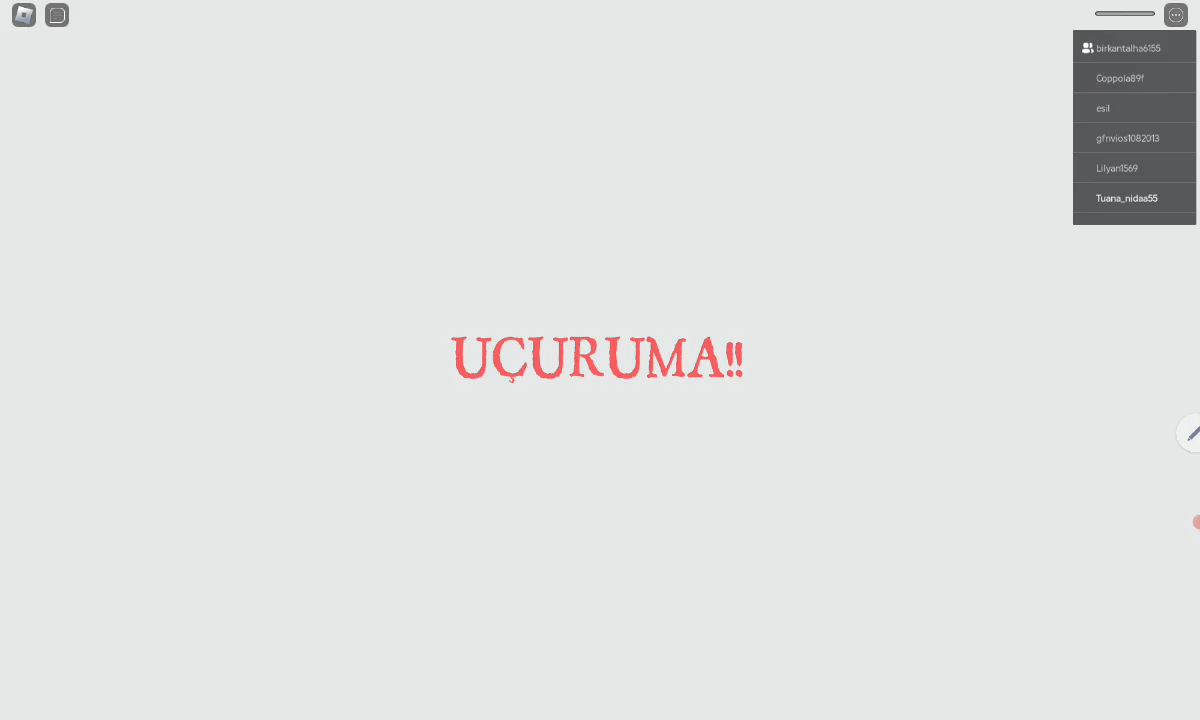 birkantalha6155
Coppola89f
esil
gfnvios1082013
Lilyan1569
Tuana_nidaa55
UÇURUMA!!